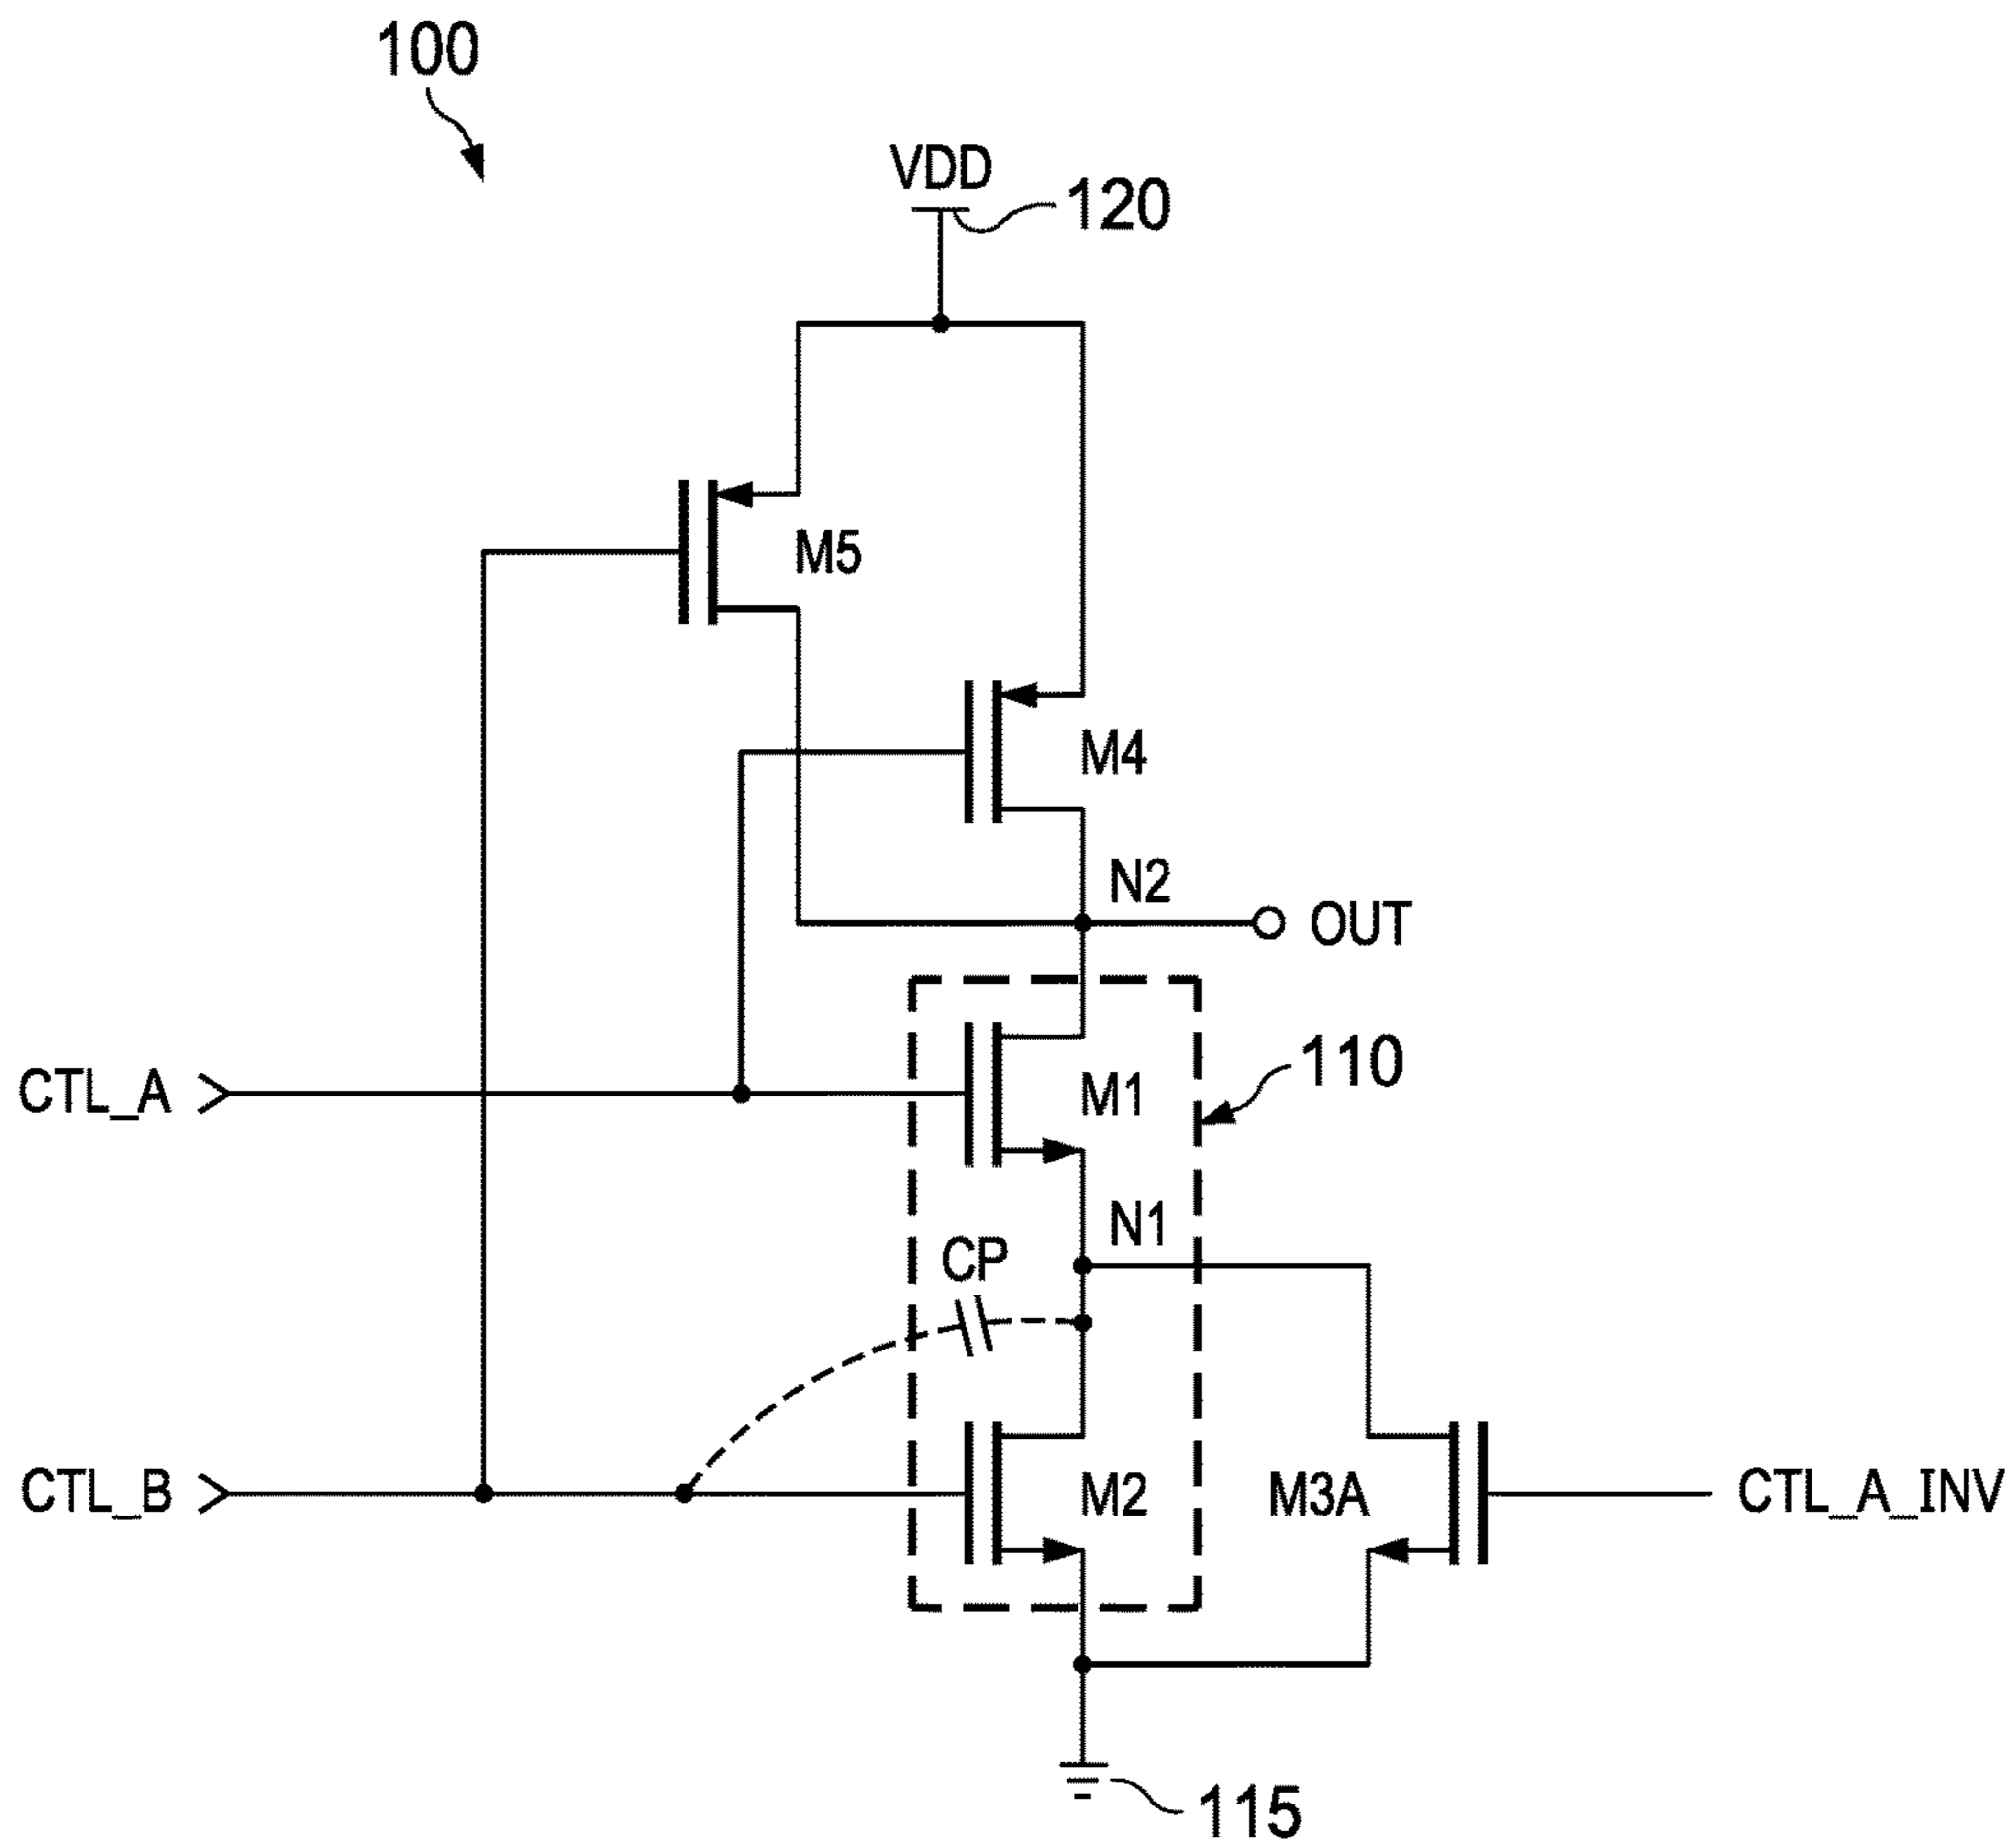 100
VDD
120
M5
M4
N2
OUT
CTL_A
M1
110
N1
CP
CTL_B
M2
M3A
CTL_A_INV
115